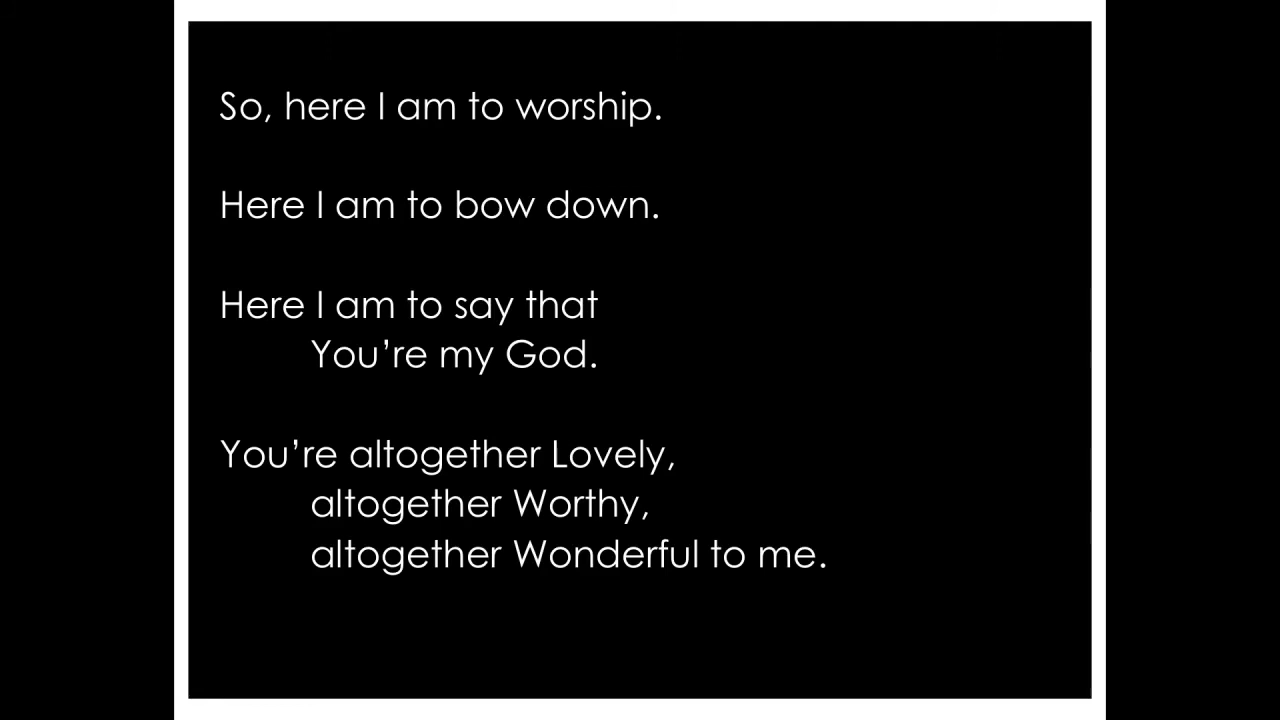 So, here I am to worship.
Here I am to bow down.
Here I am to say that
You’re my God.
You’re altogether Lovely,
altogether Worthy,
altogether Wonderful to me.